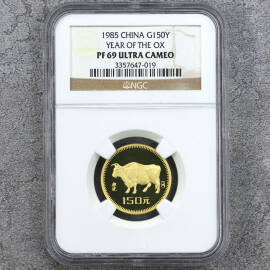 1985 CHINA G150Y
YEAR OF THE OX
PF 69 ULTRA CAMEO
3357647-019
NGC
150元